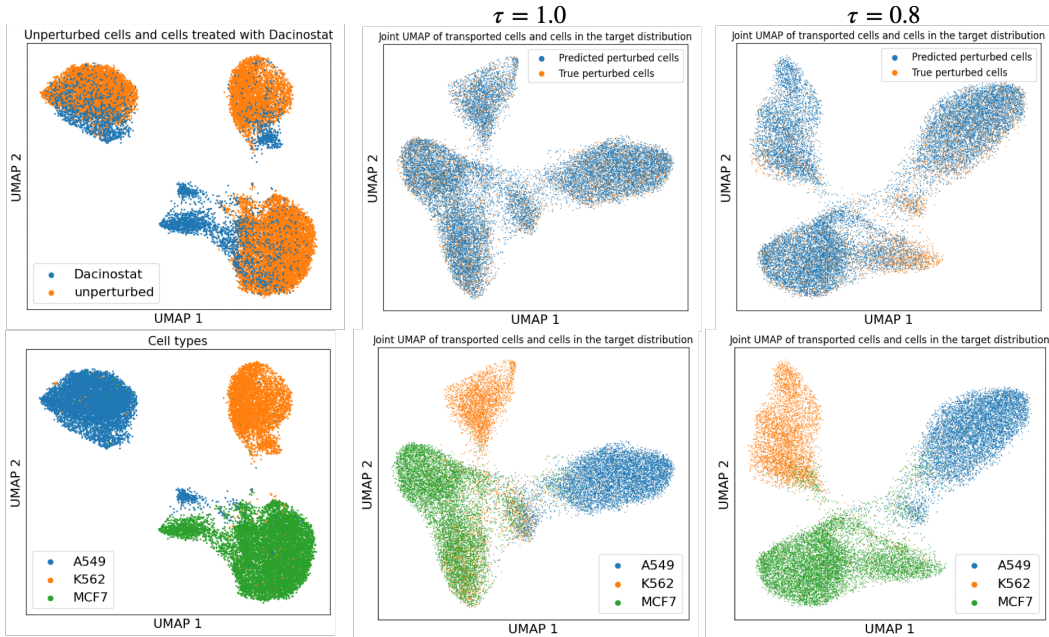 τ = 1.0
τ = 0.8
Unperturbed cells and cells treated with Dacinostat
UMAP 2
Dacinostat
unperturbed
UMAP 1
Joint UMAP of transported cells and cells in the target distribution
Predicted perturbed cells
True perturbed cells
UMAP 2
UMAP 1
Joint UMAP of transported cells and cells in the target distribution
Predicted perturbed cells
True perturbed cells
UMAP 2
UMAP 1
Cell types
UMAP 2
A549
K562
MCF7
UMAP 1
Joint UMAP of transported cells and cells in the target distribution
UMAP 2
A549
K562
MCF7
UMAP 1
Joint UMAP of transported cells and cells in the target distribution
UMAP 2
A549
K562
MCF7
UMAP 1